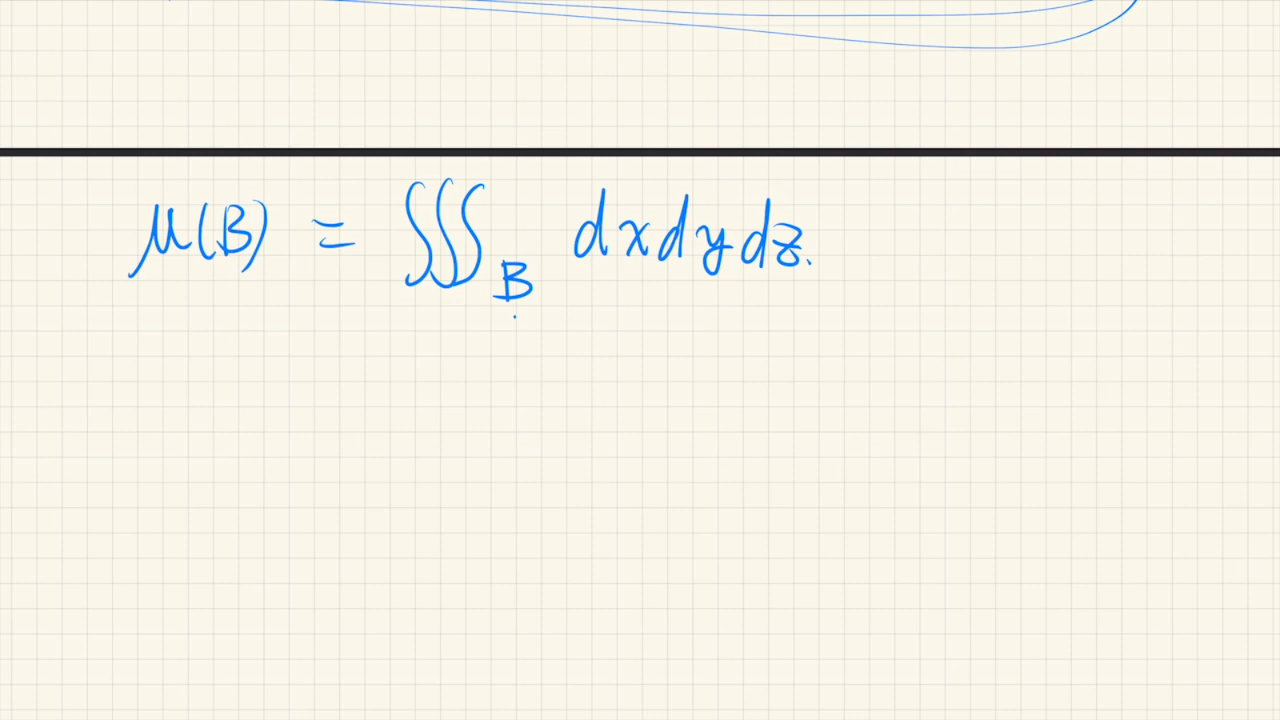 μ(B) = ∭_B dxdydz.